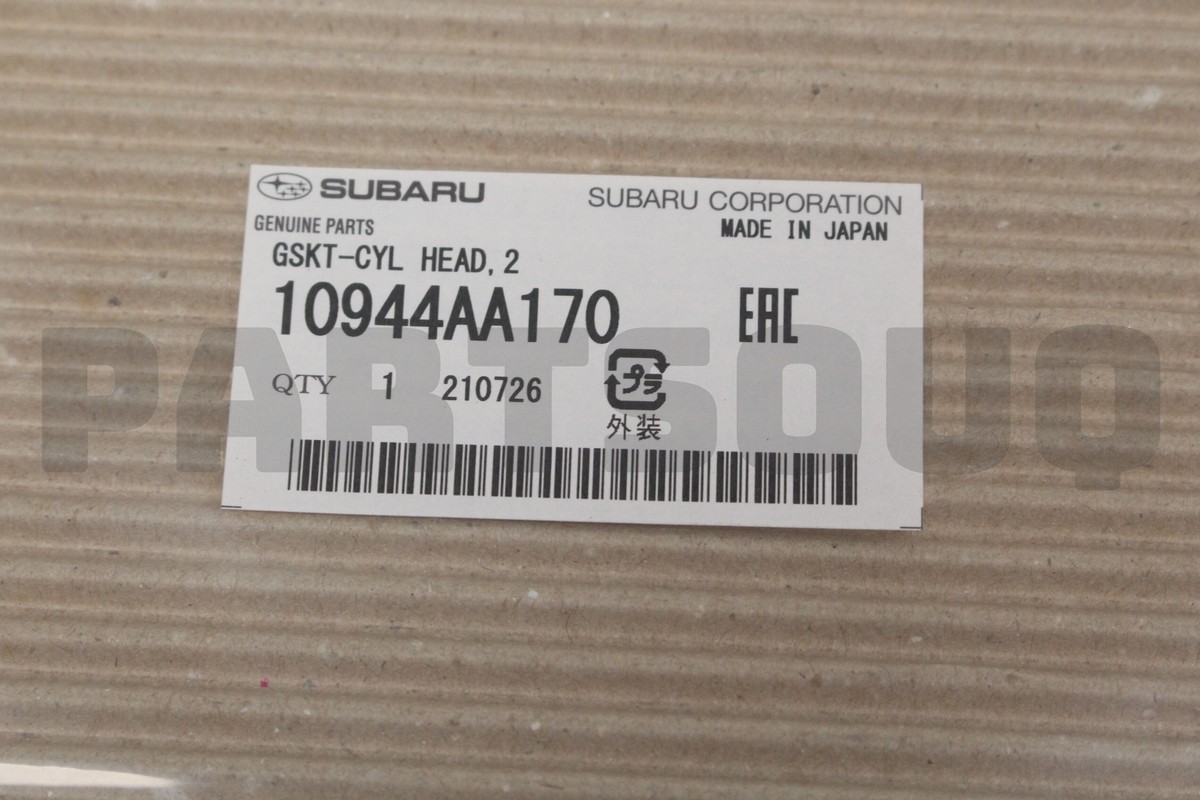 SUBARU
SUBARU CORPORATION
GENUINE PARTS
MADE IN JAPAN
GSKT-CYL HEAD,2
10944AA170
EAC
QTY 1 210726
プラ
外装
PARTSOUQ